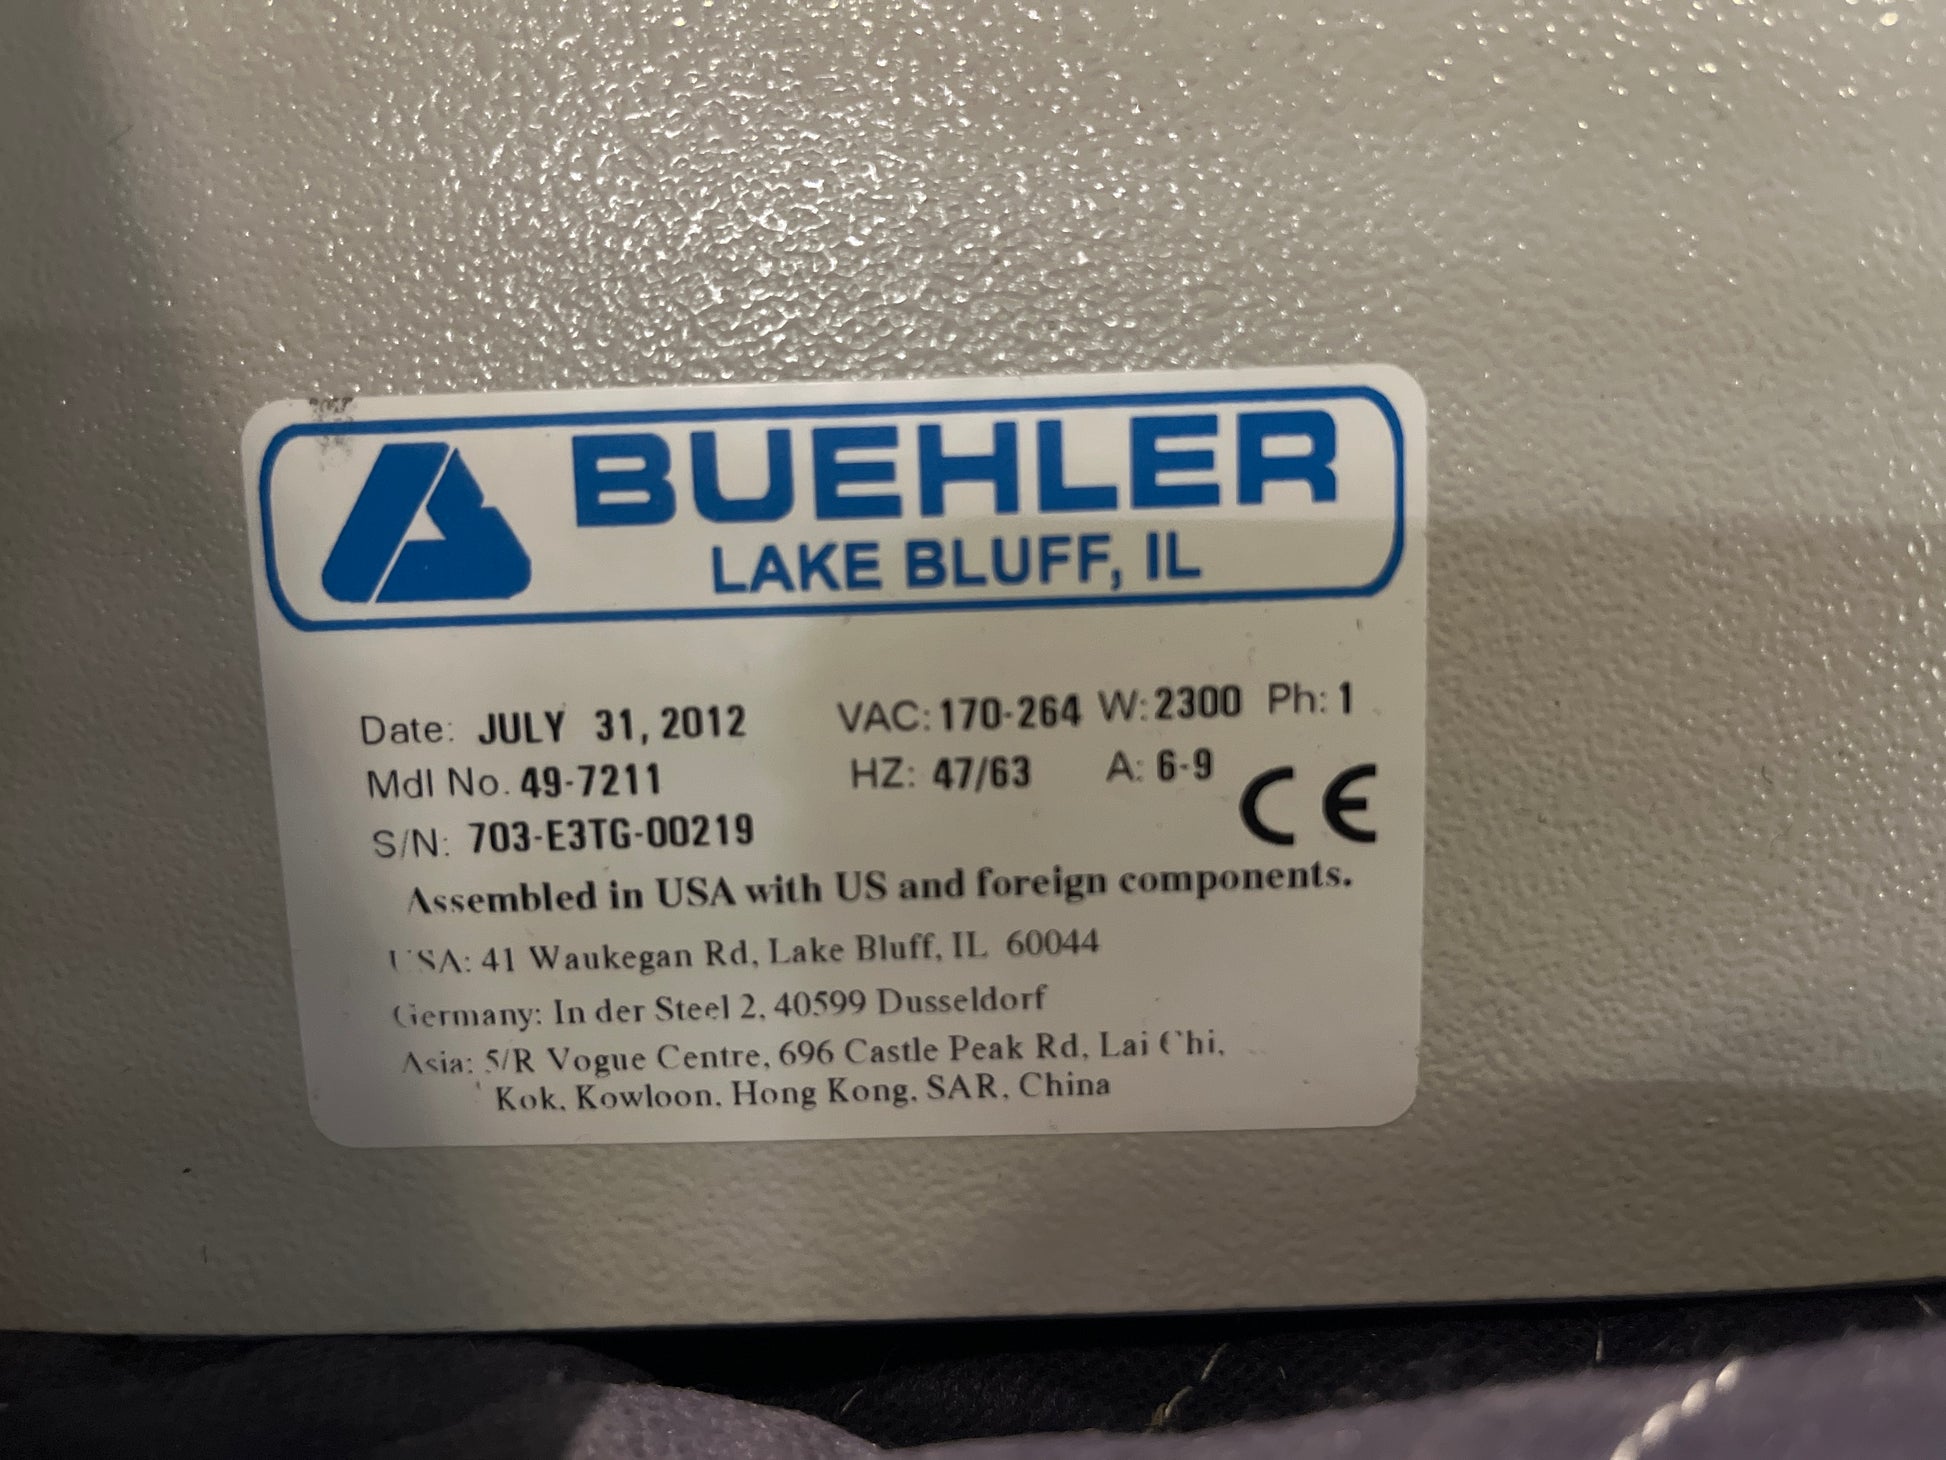 BUEHLER
LAKE BLUFF, IL
Date: JULY 31, 2012 VAC: 170-264 W: 2300 Ph: 1
Mdl No. 49-7211 HZ: 47/63 A: 6-9
S/N: 703-E3TG-00219 CE
Assembled in USA with US and foreign components.
USA: 41 Waukegan Rd, Lake Bluff, IL 60044
Germany: In der Steel 2, 40599 Dusseldorf
Asia: 5/R Vogue Centre, 696 Castle Peak Rd, Lai Chi,
Kok, Kowloon, Hong Kong, SAR, China